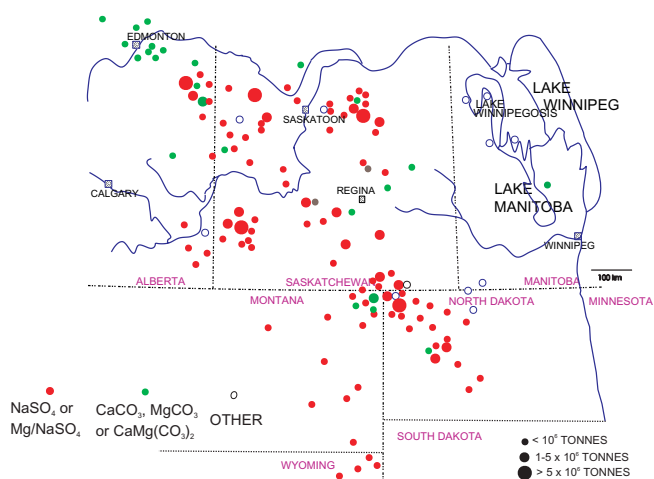 EDMONTON
LAKE
WINNIPEG
LAKE
WINNIPEGOSIS
SASKATOON
CALGARY
REGINA
LAKE
MANITOBA
WINNIPEG
100 km
ALBERTA
SASKATCHEWAN
MANITOBA
MONTANA
NORTH DAKOTA
MINNESOTA
NaSO₄ or
Mg/NaSO₄
CaCO₃, MgCO₃
or CaMg(CO₃)₂
OTHER
SOUTH DAKOTA
WYOMING
< 10⁶ TONNES
1-5 x 10⁶ TONNES
> 5 x 10⁶ TONNES